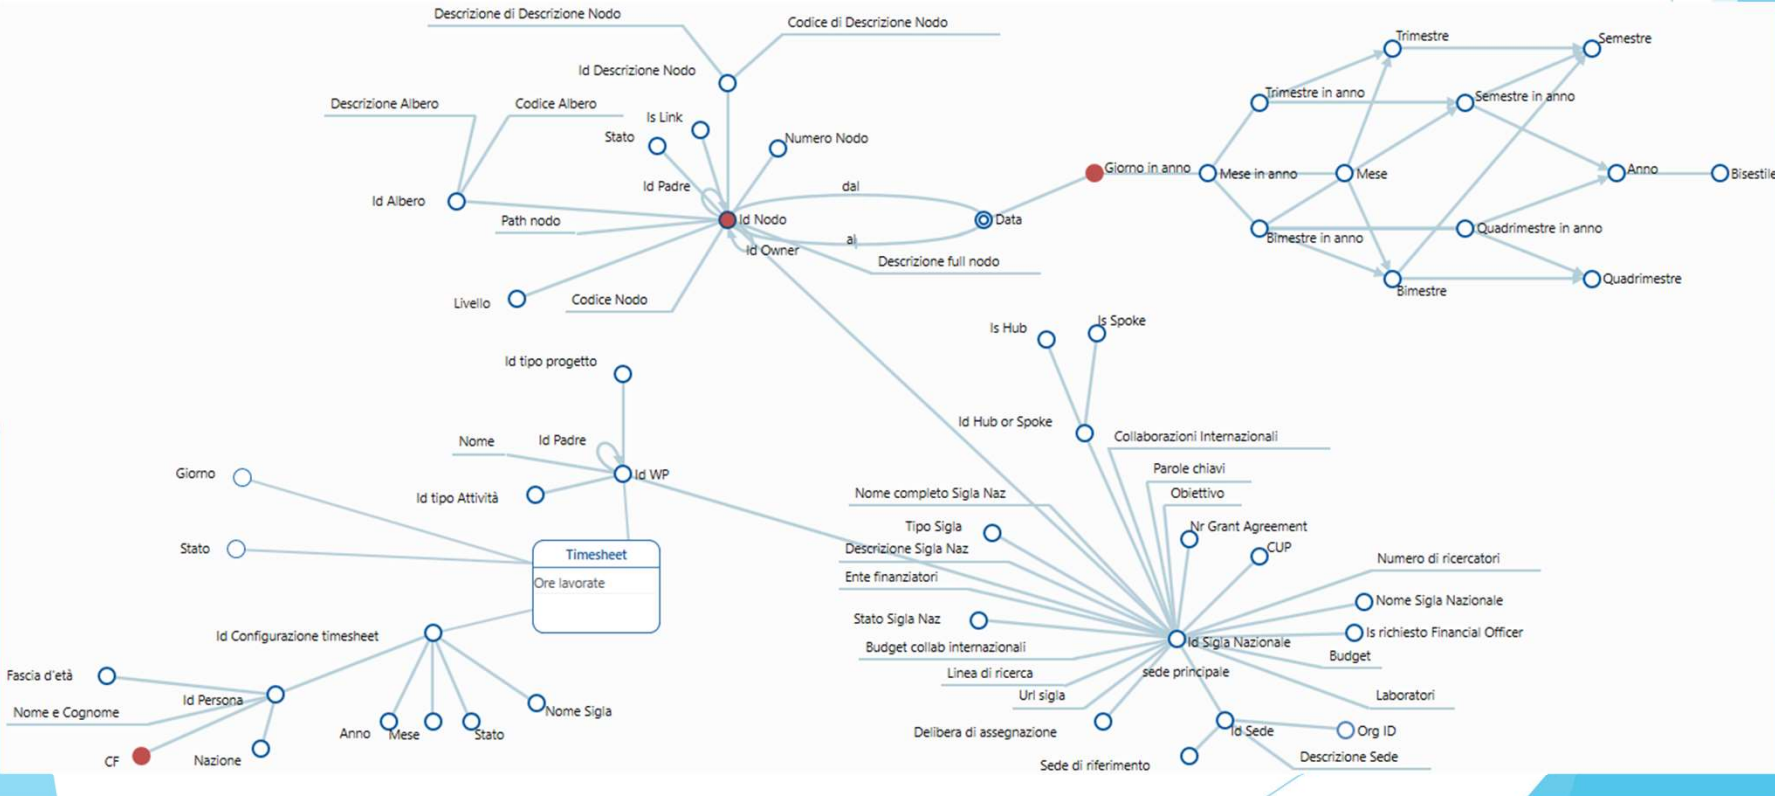 Descrizione di Descrizione Nodo
Codice di Descrizione Nodo
Id Descrizione Nodo
Descrizione Albero
Codice Albero
Is Link
Stato
Numero Nodo
Id Padre
dal
Id Albero
Path nodo
Id Nodo
Data
al
Id Owner
Descrizione full nodo
Livello
Codice Nodo
Trimestre
Semestre
Trimestre in anno
Semestre in anno
Giorno in anno
Mese in anno
Mese
Anno
Bisestile
Bimestre in anno
Quadrimestre in anno
Bimestre
Quadrimestre
Is Hub
Is Spoke
Id Hub or Spoke
Id tipo progetto
Nome
Id Padre
Id WP
Id tipo Attività
Giorno
Stato
Timesheet
Ore lavorate
Id Configurazione timesheet
Fascia d'età
Id Persona
Nome e Cognome
CF
Nazione
Anno
Mese
Stato
Nome Sigla
Collaborazioni Internazionali
Parole chiavi
Obiettivo
Nome completo Sigla Naz
Tipo Sigla
Nr Grant Agreement
CUP
Descrizione Sigla Naz
Ente finanziatori
Numero di ricercatori
Nome Sigla Nazionale
Stato Sigla Naz
Is richiesto Financial Officer
Id Sigla Nazionale
Budget collab internazionali
Budget
Linea di ricerca
sede principale
Url sigla
Laboratori
Delibera di assegnazione
Id Sede
Org ID
Sede di riferimento
Descrizione Sede